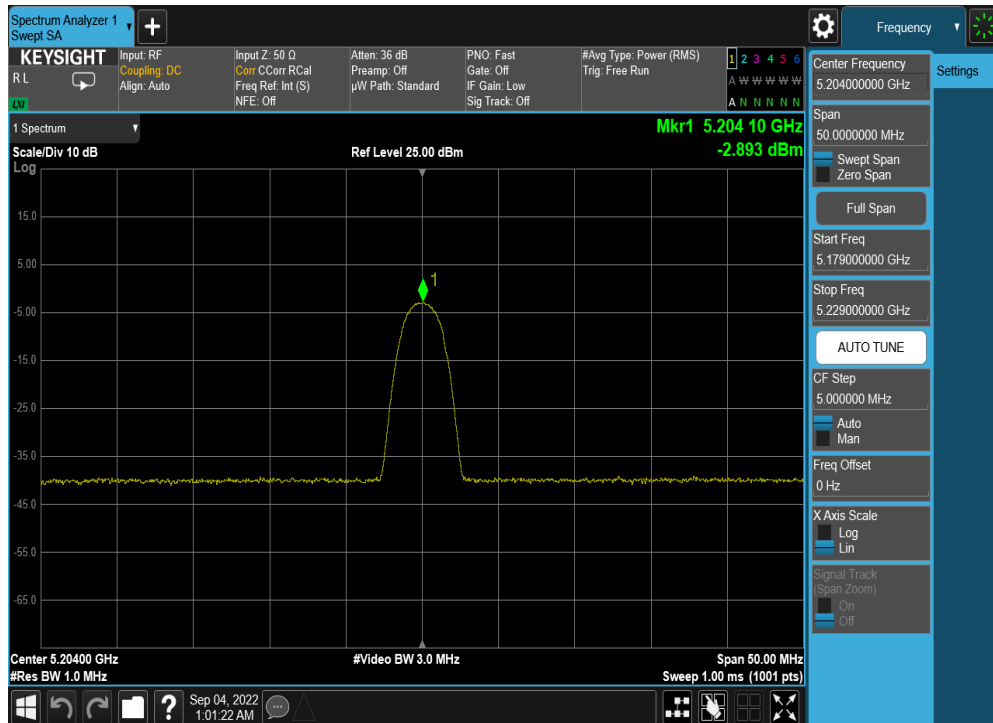 Spectrum Analyzer 1
Swept SA
Frequency
KEYSIGHT
R L
LXI
Input: RF
Coupling: DC
Align: Auto
Input Z: 50 Ω
Corr CCorr RCal
Freq Ref: Int (S)
NFE: Off
Atten: 36 dB
Preamp: Off
µW Path: Standard
PNO: Fast
Gate: Off
IF Gain: Low
Sig Track: Off
#Avg Type: Power (RMS)
Trig: Free Run
1 2 3 4 5 6
A W W W W W
A N N N N N
1 Spectrum
Mkr1 5.204 10 GHz
-2.893 dBm
Scale/Div 10 dB
Ref Level 25.00 dBm
Log
15.0
5.00
-5.00
-15.0
-25.0
-35.0
-45.0
-55.0
-65.0
1
Center 5.20400 GHz
#Video BW 3.0 MHz
Span 50.00 MHz
#Res BW 1.0 MHz
Sweep 1.00 ms (1001 pts)
Sep 04, 2022
1:01:22 AM
?
Center Frequency
5.204000000 GHz
Settings
Span
50.0000000 MHz
Swept Span
Zero Span
Full Span
Start Freq
5.179000000 GHz
Stop Freq
5.229000000 GHz
AUTO TUNE
CF Step
5.000000 MHz
Auto
Man
Freq Offset
0 Hz
X Axis Scale
Log
Lin
Signal Track
(Span Zoom)
On
Off